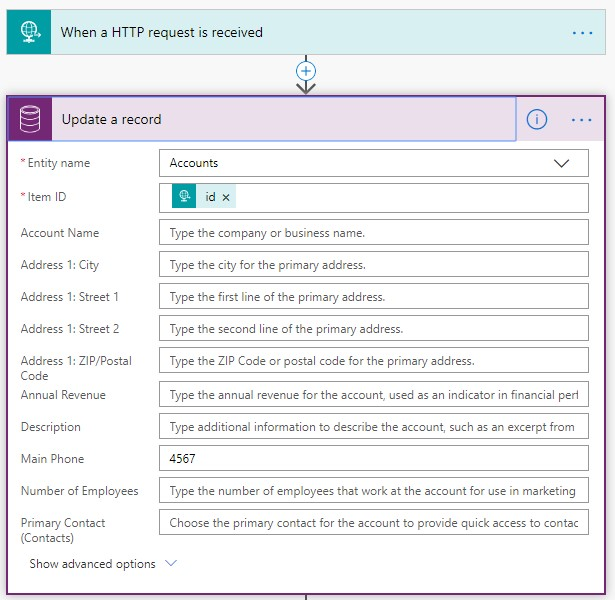 When a HTTP request is received
Update a record
* Entity name Accounts
* Item ID id ×
Account Name Type the company or business name.
Address 1: City Type the city for the primary address.
Address 1: Street 1 Type the first line of the primary address.
Address 1: Street 2 Type the second line of the primary address.
Address 1: ZIP/Postal Type the ZIP Code or postal code for the primary address.
Code
Annual Revenue Type the annual revenue for the account, used as an indicator in financial perf
Description Type additional information to describe the account, such as an excerpt from
Main Phone 4567
Number of Employees Type the number of employees that work at the account for use in marketing
Primary Contact Choose the primary contact for the account to provide quick access to contac
(Contacts)
Show advanced options